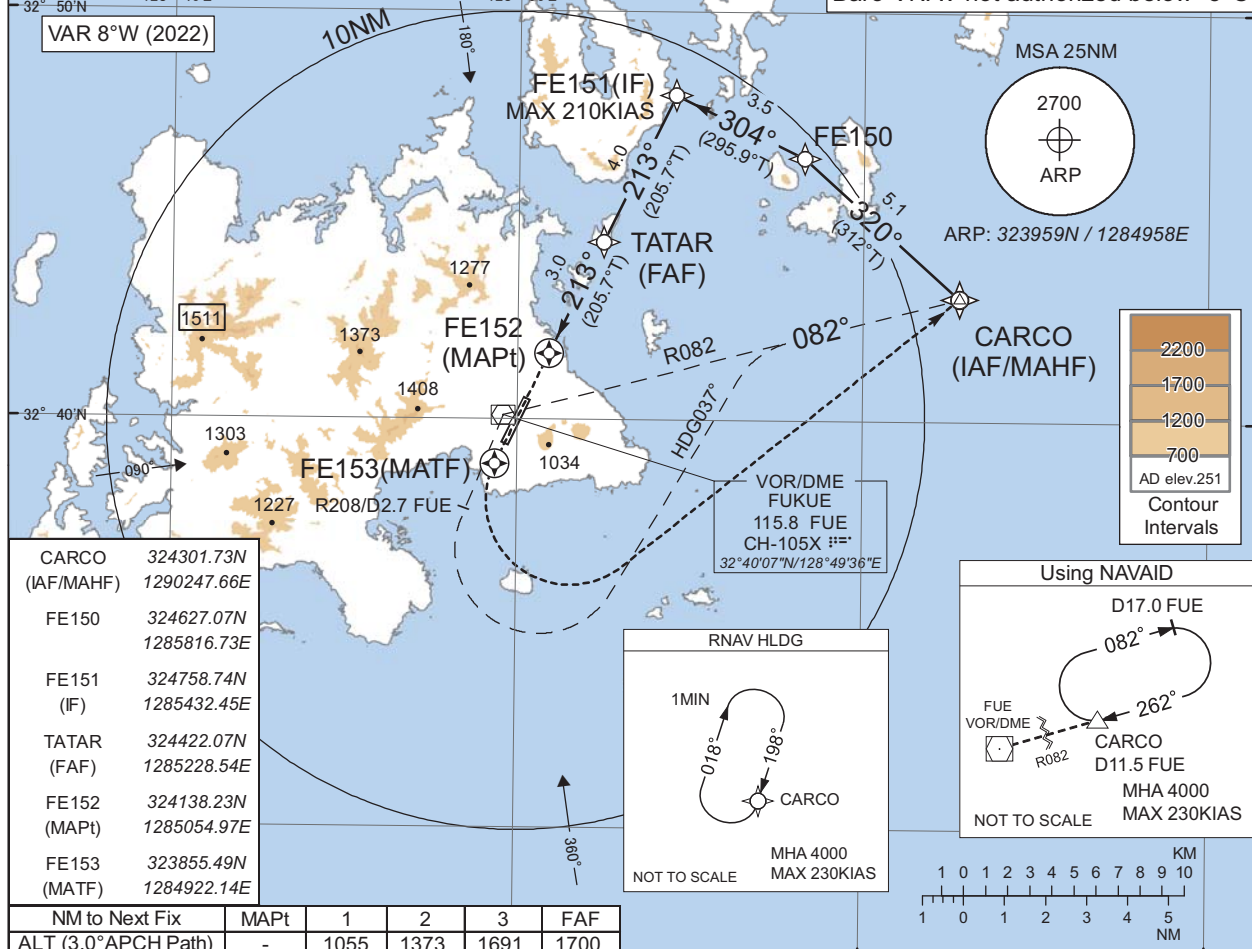 32° 50'N
VAR 8°W (2022)
10NM
180°
FE151(IF)
MAX 210KIAS
3.5
304°
(295.9°T)
FE150
MSA 25NM
2700
ARP
ARP: 323959N / 1284958E
4.0
213°
(205.7°T)
5.1
320°
(312°T)
TATAR
(FAF)
3.0
213°
(205.7°T)
1277
1511
1373
FE152
(MAPt)
R082
082°
CARCO
(IAF/MAHF)
2200
1700
1200
700
AD elev.251
Contour
Intervals
1408
32° 40'N
1303
090°
FE153(MATF)
1034
HDG037°
R208/D2.7 FUE
1227
VOR/DME
FUKUE
115.8 FUE
CH-105X
32°40'07"N/128°49'36"E
CARCO 324301.73N
(IAF/MAHF) 1290247.66E
FE150 324627.07N
1285816.73E
FE151 324758.74N
(IF) 1285432.45E
TATAR 324422.07N
(FAF) 1285228.54E
FE152 324138.23N
(MAPt) 1285054.97E
FE153 323855.49N
(MATF) 1284922.14E
360°
RNAV HLDG
1MIN
018°
198°
CARCO
MHA 4000
MAX 230KIAS
NOT TO SCALE
Using NAVAID
D17.0 FUE
082°
262°
FUE
VOR/DME
R082
CARCO
D11.5 FUE
MHA 4000
MAX 230KIAS
NOT TO SCALE
KM
1 0 1 2 3 4 5 6 7 8 9 10
1 0 1 2 3 4 5
NM
NM to Next Fix MAPt 1 2 3 FAF
ALT (3.0°APCH Path) - 1055 1373 1691 1700